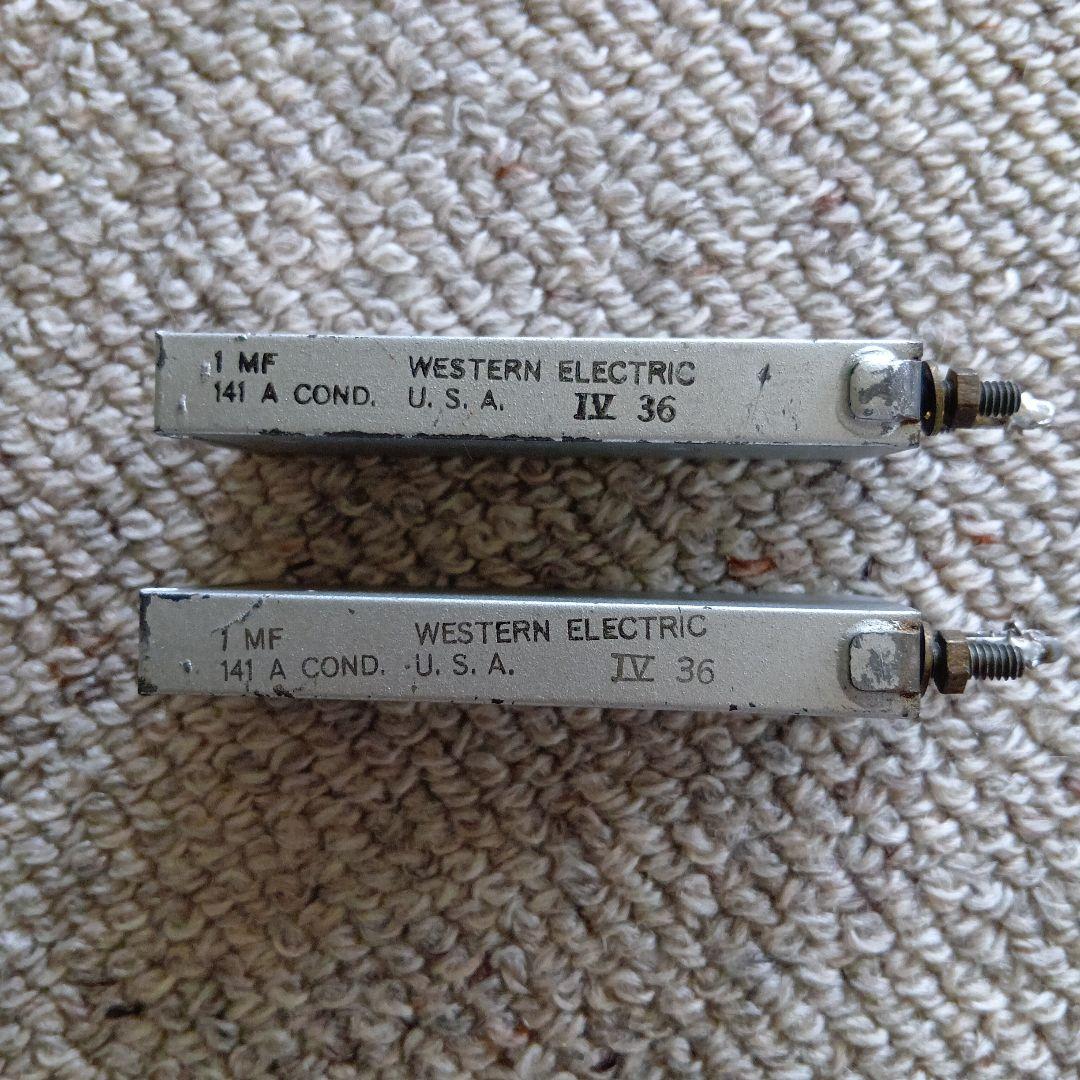 1 MF WESTERN ELECTRIC
141 A COND. U. S. A. IV 36
1 MF WESTERN ELECTRIC
141 A COND. U. S. A. IV 36